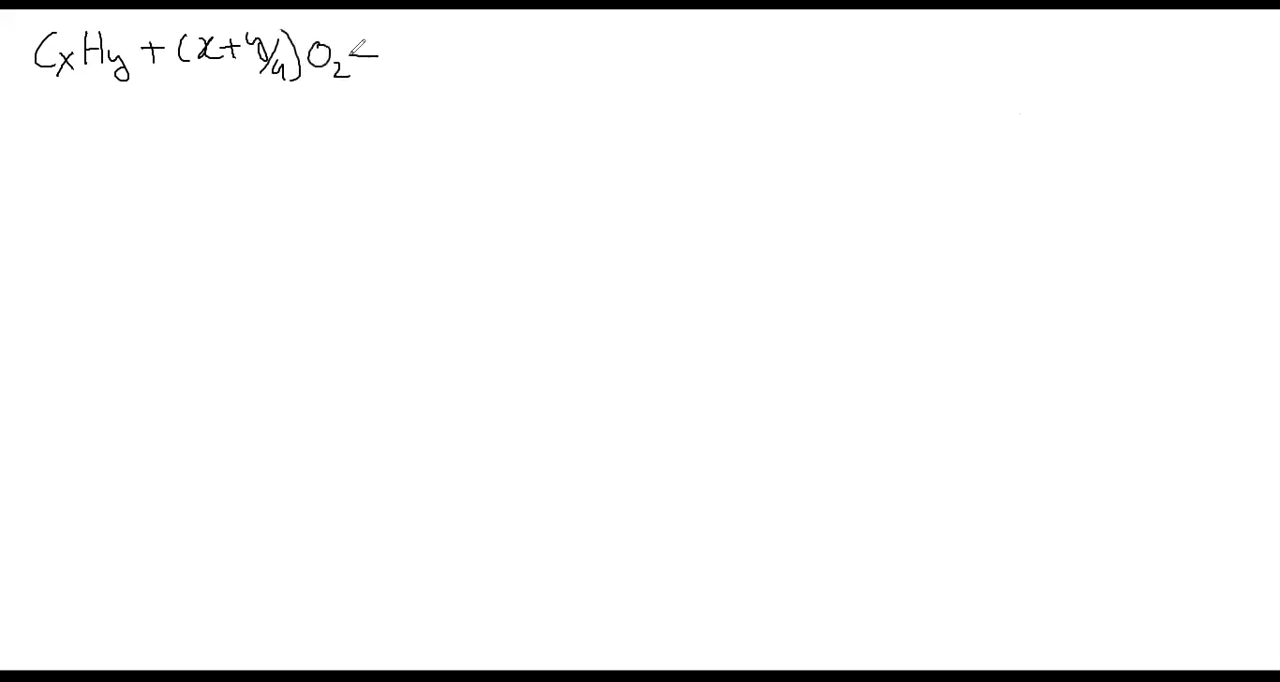 CxHy + (x+y/4)O₂ ←